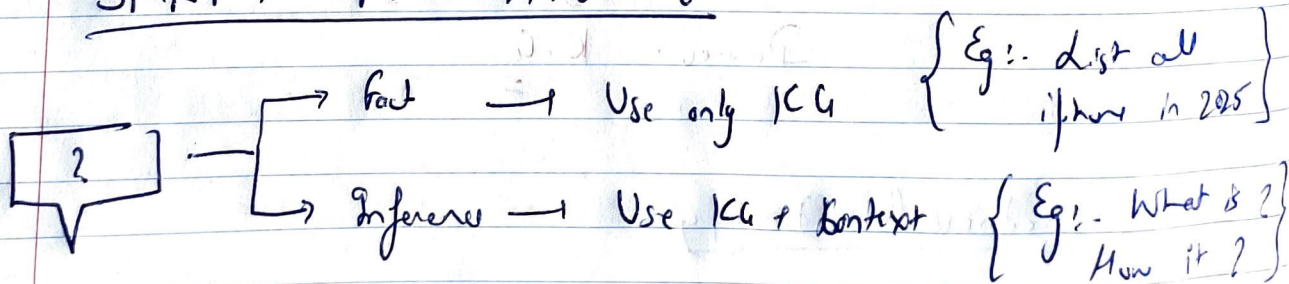 Fact → Use only KG { Eg:- List all
iphone in 2025 }
?
Inference → Use KG + Context { Eg:- What is ?
How it ? }